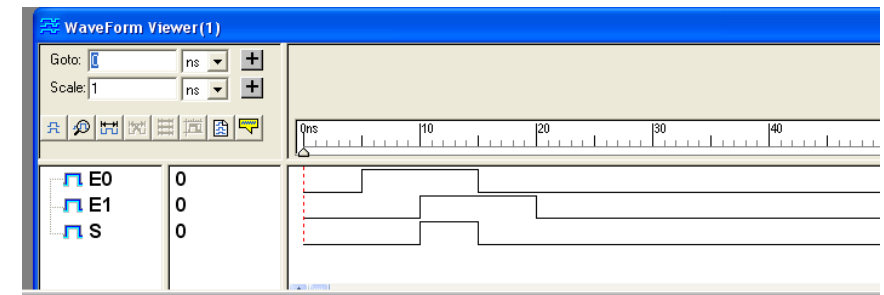 WaveForm Viewer(1)
Goto: 0 ns +
Scale: 1 ns +
0ns 10 20 30 40
E0 0
E1 0
S 0